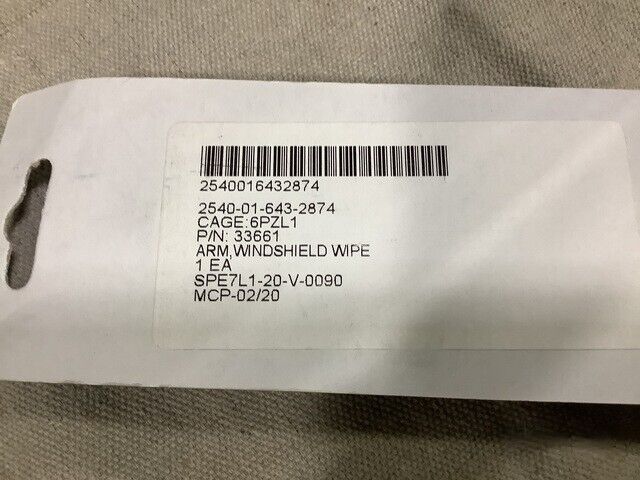 2540016432874
2540-01-643-2874
CAGE:6PZL1
P/N: 33661
ARM,WINDSHIELD WIPE
1 EA
SPE7L1-20-V-0090
MCP-02/20